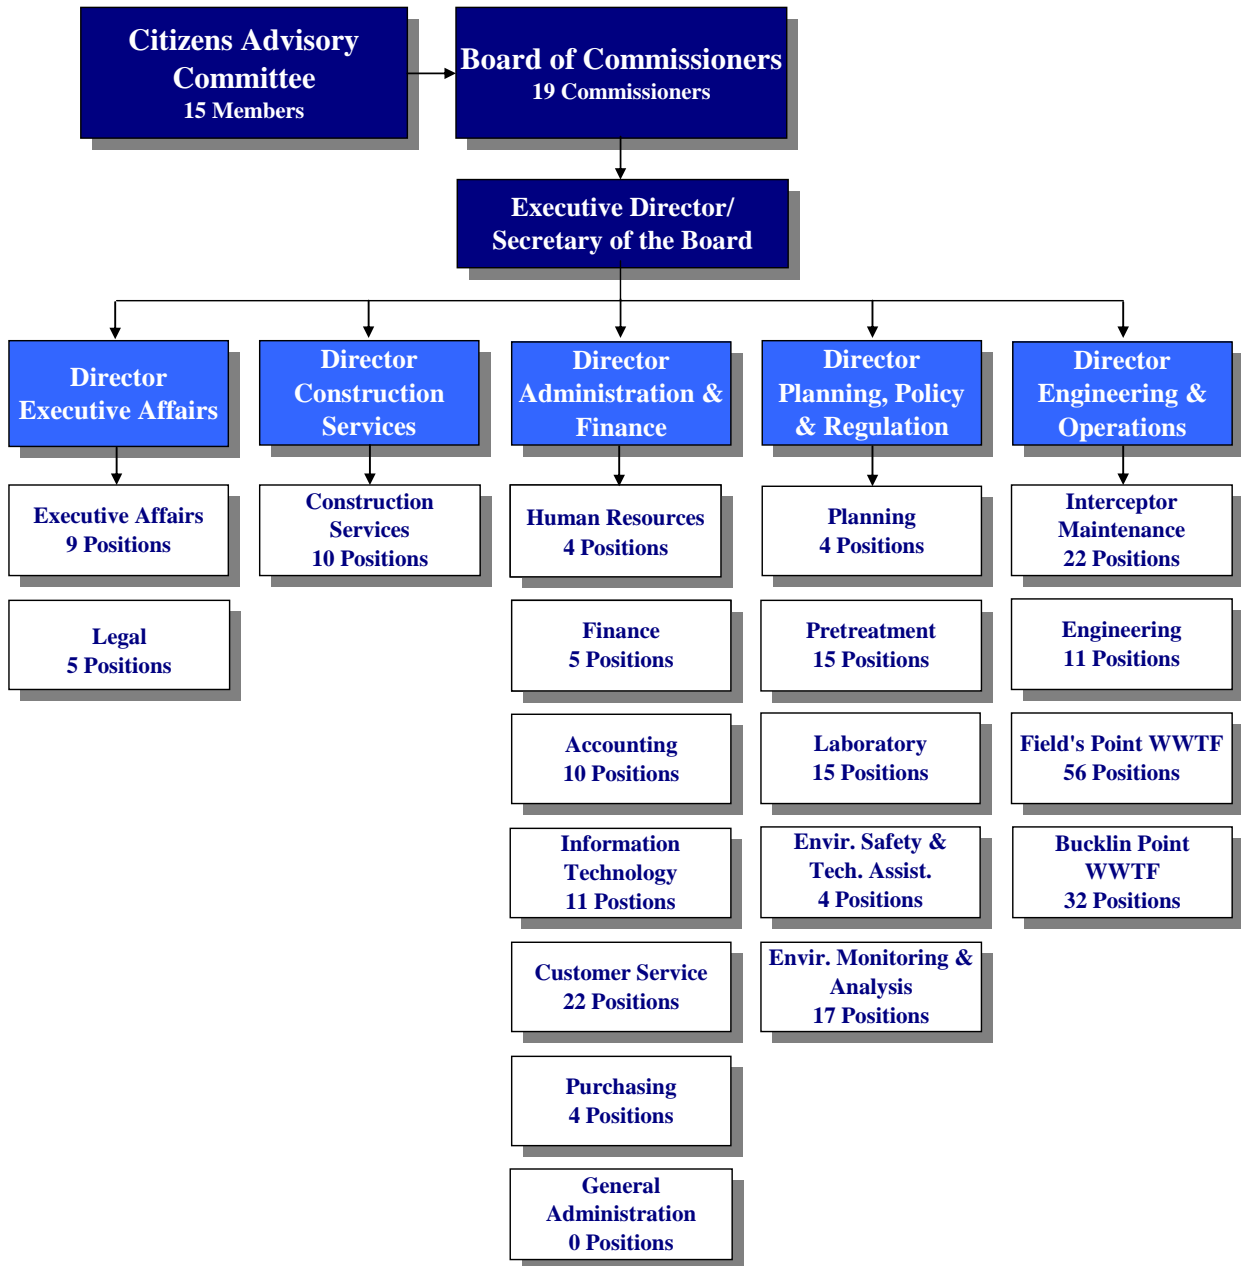 Citizens Advisory
Committee
15 Members
Board of Commissioners
19 Commissioners
Executive Director/
Secretary of the Board
Director
Executive Affairs
Director
Construction
Services
Director
Administration &
Finance
Director
Planning, Policy
& Regulation
Director
Engineering &
Operations
Executive Affairs
9 Positions
Legal
5 Positions
Construction
Services
10 Positions
Human Resources
4 Positions
Finance
5 Positions
Accounting
10 Positions
Information
Technology
11 Postions
Customer Service
22 Positions
Purchasing
4 Positions
General
Administration
0 Positions
Planning
4 Positions
Pretreatment
15 Positions
Laboratory
15 Positions
Envir. Safety &
Tech. Assist.
4 Positions
Envir. Monitoring &
Analysis
17 Positions
Interceptor
Maintenance
22 Positions
Engineering
11 Positions
Field's Point WWTF
56 Positions
Bucklin Point
WWTF
32 Positions